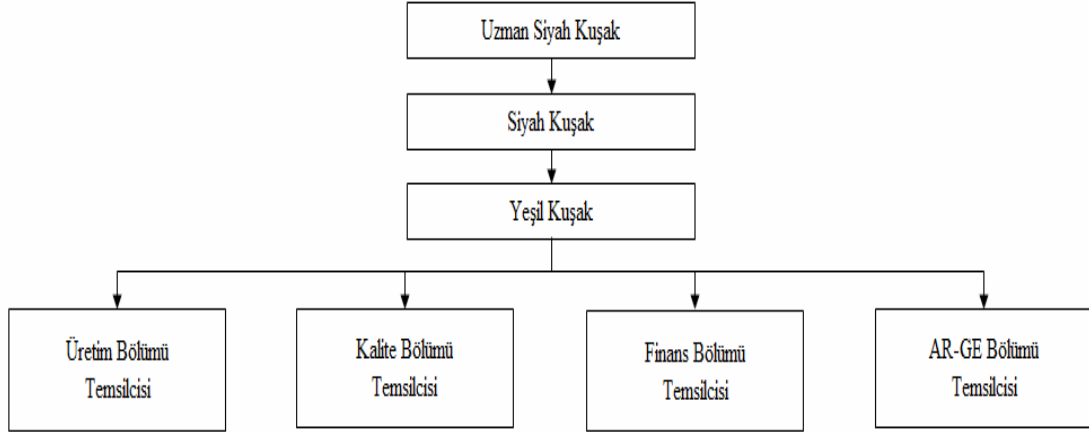 Uzman Siyah Kuşak
Siyah Kuşak
Yeşil Kuşak
Üretim Bölümü
Temsilcisi
Kalite Bölümü
Temsilcisi
Finans Bölümü
Temsilcisi
AR-GE Bölümü
Temsilcisi